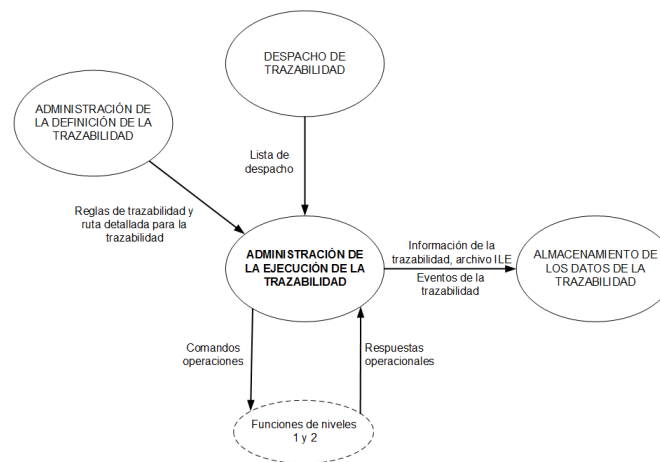 DESPACHO DE
TRAZABILIDAD
ADMINISTRACIÓN DE
LA DEFINICIÓN DE LA
TRAZABILIDAD
Lista de
despacho
Reglas de trazabilidad y
ruta detallada para la
trazabilidad
ADMINISTRACIÓN DE
LA EJECUCIÓN DE LA
TRAZABILIDAD
Información de la
trazabilidad, archivo ILE
Eventos de la
trazabilidad
ALMACENAMIENTO DE
LOS DATOS DE LA
TRAZABILIDAD
Comandos
operaciones
Respuestas
operacionales
Funciones de niveles
1 y 2